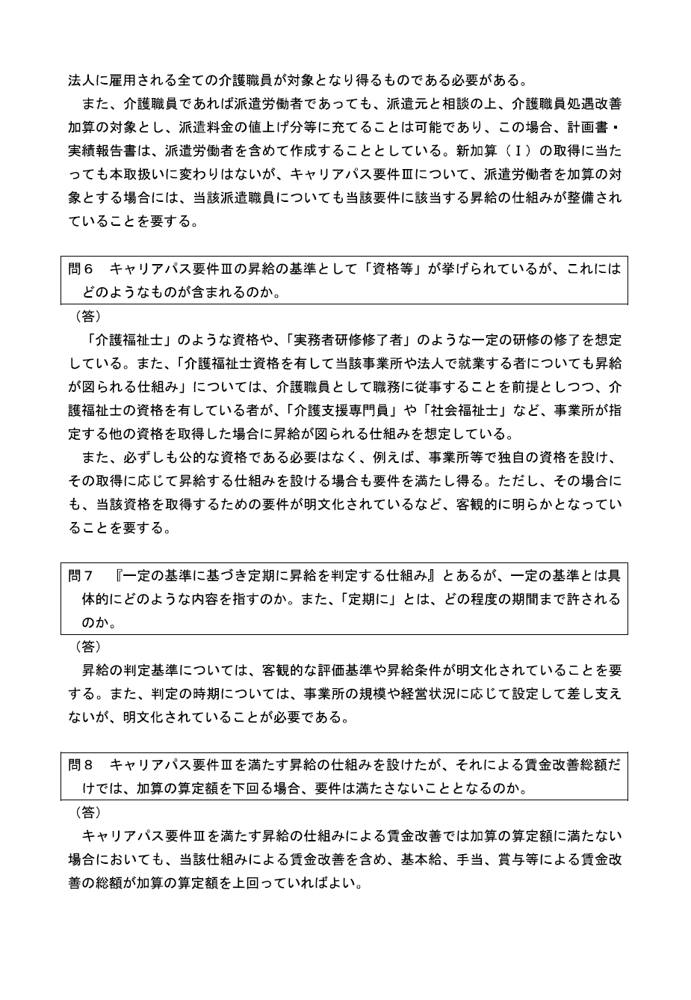 法人に雇用される全ての介護職員が対象となり得るものである必要がある。
　また、介護職員であれば派遣労働者であっても、派遣元と相談の上、介護職員処遇改善
加算の対象とし、派遣料金の値上げ分等に充てることは可能であり、この場合、計画書・
実績報告書は、派遣労働者を含めて作成することとしている。新加算（Ⅰ）の取得に当た
っても本取扱いに変わりはないが、キャリアパス要件Ⅲについて、派遣労働者を加算の対
象とする場合には、当該派遣職員についても当該要件に該当する昇給の仕組みが整備され
ていることを要する。
問６　キャリアパス要件Ⅲの昇給の基準として「資格等」が挙げられているが、これには
どのようなものが含まれるのか。
（答）
　「介護福祉士」のような資格や、「実務者研修修了者」のような一定の研修の修了を想定
している。また、「介護福祉士資格を有して当該事業所や法人で就業する者についても昇給
が図られる仕組み」については、介護職員として職務に従事することを前提としつつ、介
護福祉士の資格を有している者が、「介護支援専門員」や「社会福祉士」など、事業所が指
定する他の資格を取得した場合に昇給が図られる仕組みを想定している。
　また、必ずしも公的な資格である必要はなく、例えば、事業所等で独自の資格を設け、
その取得に応じて昇給する仕組みを設ける場合も要件を満たし得る。ただし、その場合に
も、当該資格を取得するための要件が明文化されているなど、客観的に明らかとなってい
ることを要する。
問７　『一定の基準に基づき定期に昇給を判定する仕組み』とあるが、一定の基準とは具
体的にどのような内容を指すのか。また、「定期に」とは、どの程度の期間まで許される
のか。
（答）
　昇給の判定基準については、客観的な評価基準や昇給条件が明文化されていることを要
する。また、判定の時期については、事業所の規模や経営状況に応じて設定して差し支え
ないが、明文化されていることが必要である。
問８　キャリアパス要件Ⅲを満たす昇給の仕組みを設けたが、それによる賃金改善総額だ
けでは、加算の算定額を下回る場合、要件は満たさないこととなるのか。
（答）
　キャリアパス要件Ⅲを満たす昇給の仕組みによる賃金改善では加算の算定額に満たない
場合においても、当該仕組みによる賃金改善を含め、基本給、手当、賞与等による賃金改
善の総額が加算の算定額を上回っていればよい。